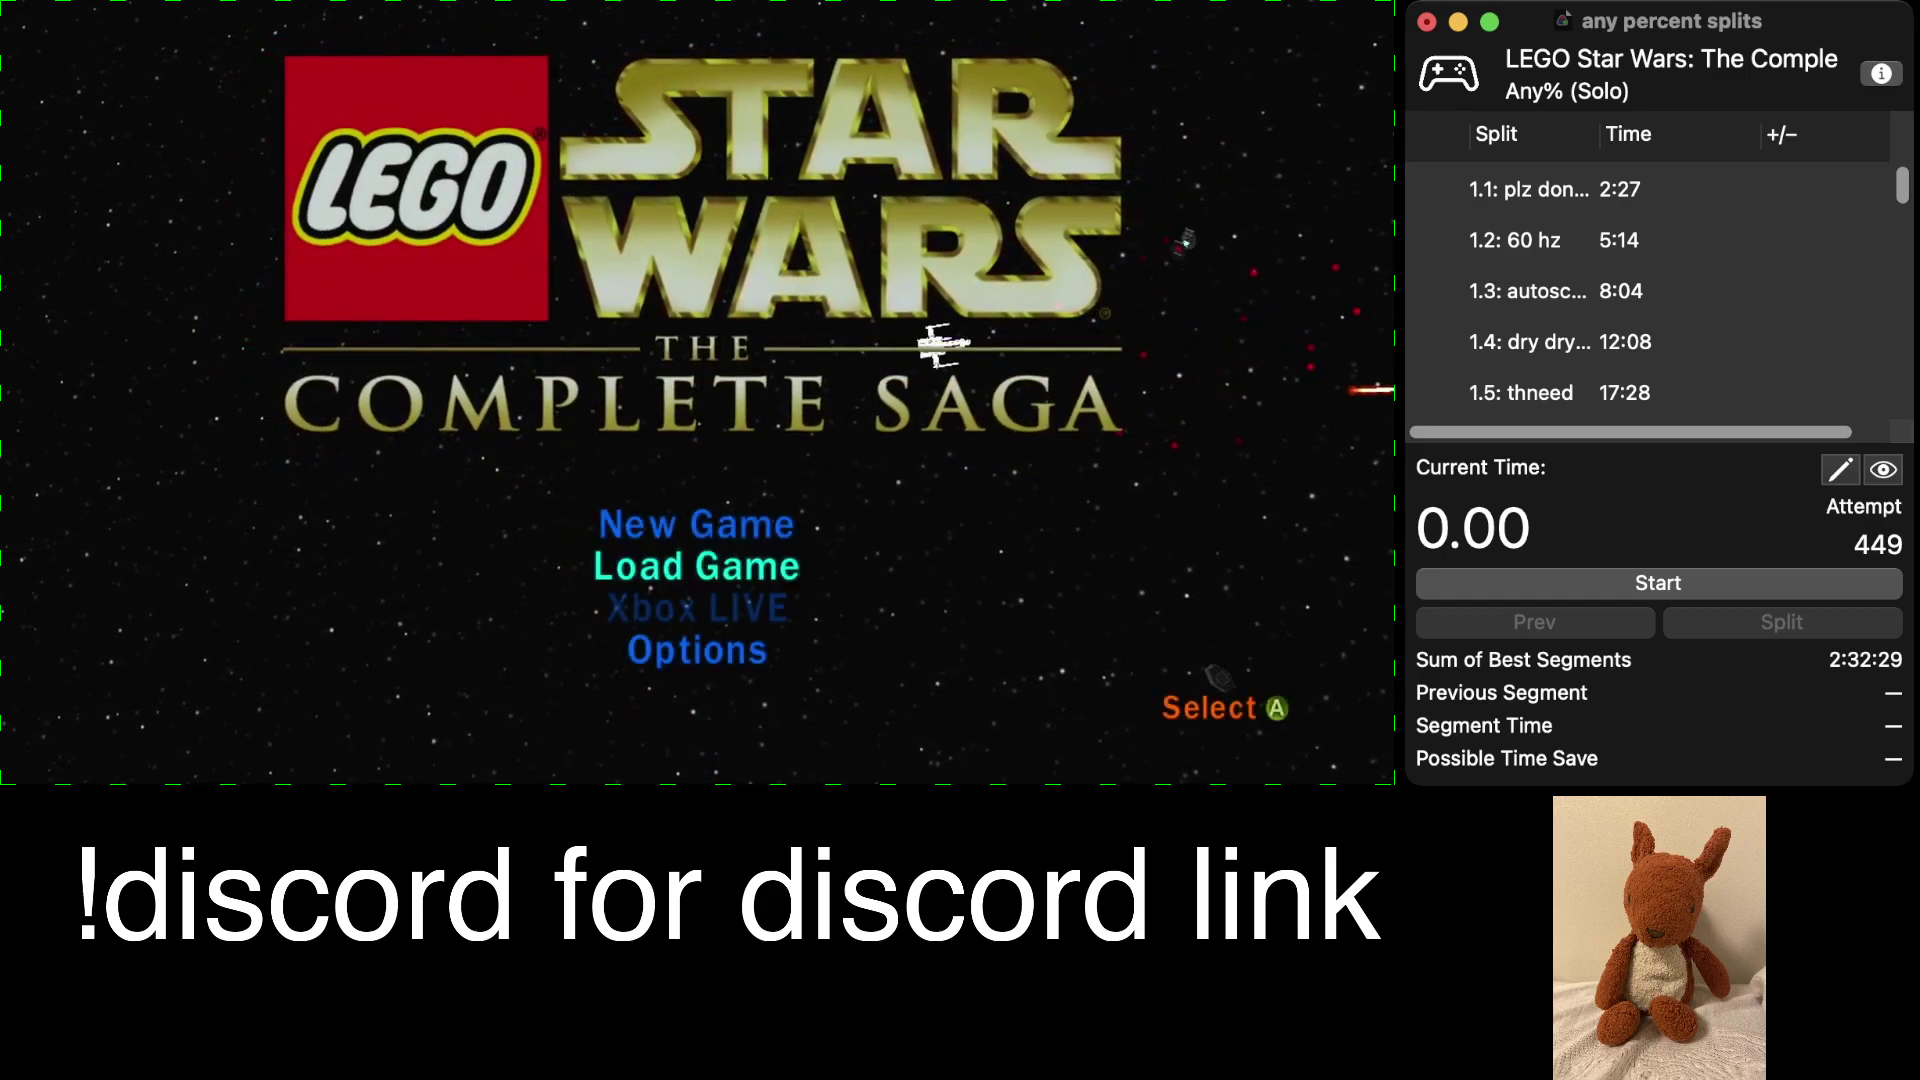 LEGO
STAR
WARS
THE
COMPLETE SAGA
New Game
Load Game
Xbox LIVE
Options
Select A
any percent splits
LEGO Star Wars: The Comple
Any% (Solo)
Split Time +/−
1.1: plz don... 2:27
1.2: 60 hz 5:14
1.3: autosc... 8:04
1.4: dry dry... 12:08
1.5: thneed 17:28
Current Time:
0.00
Attempt
449
Start
Prev Split
Sum of Best Segments 2:32:29
Previous Segment —
Segment Time —
Possible Time Save —
!discord for discord link